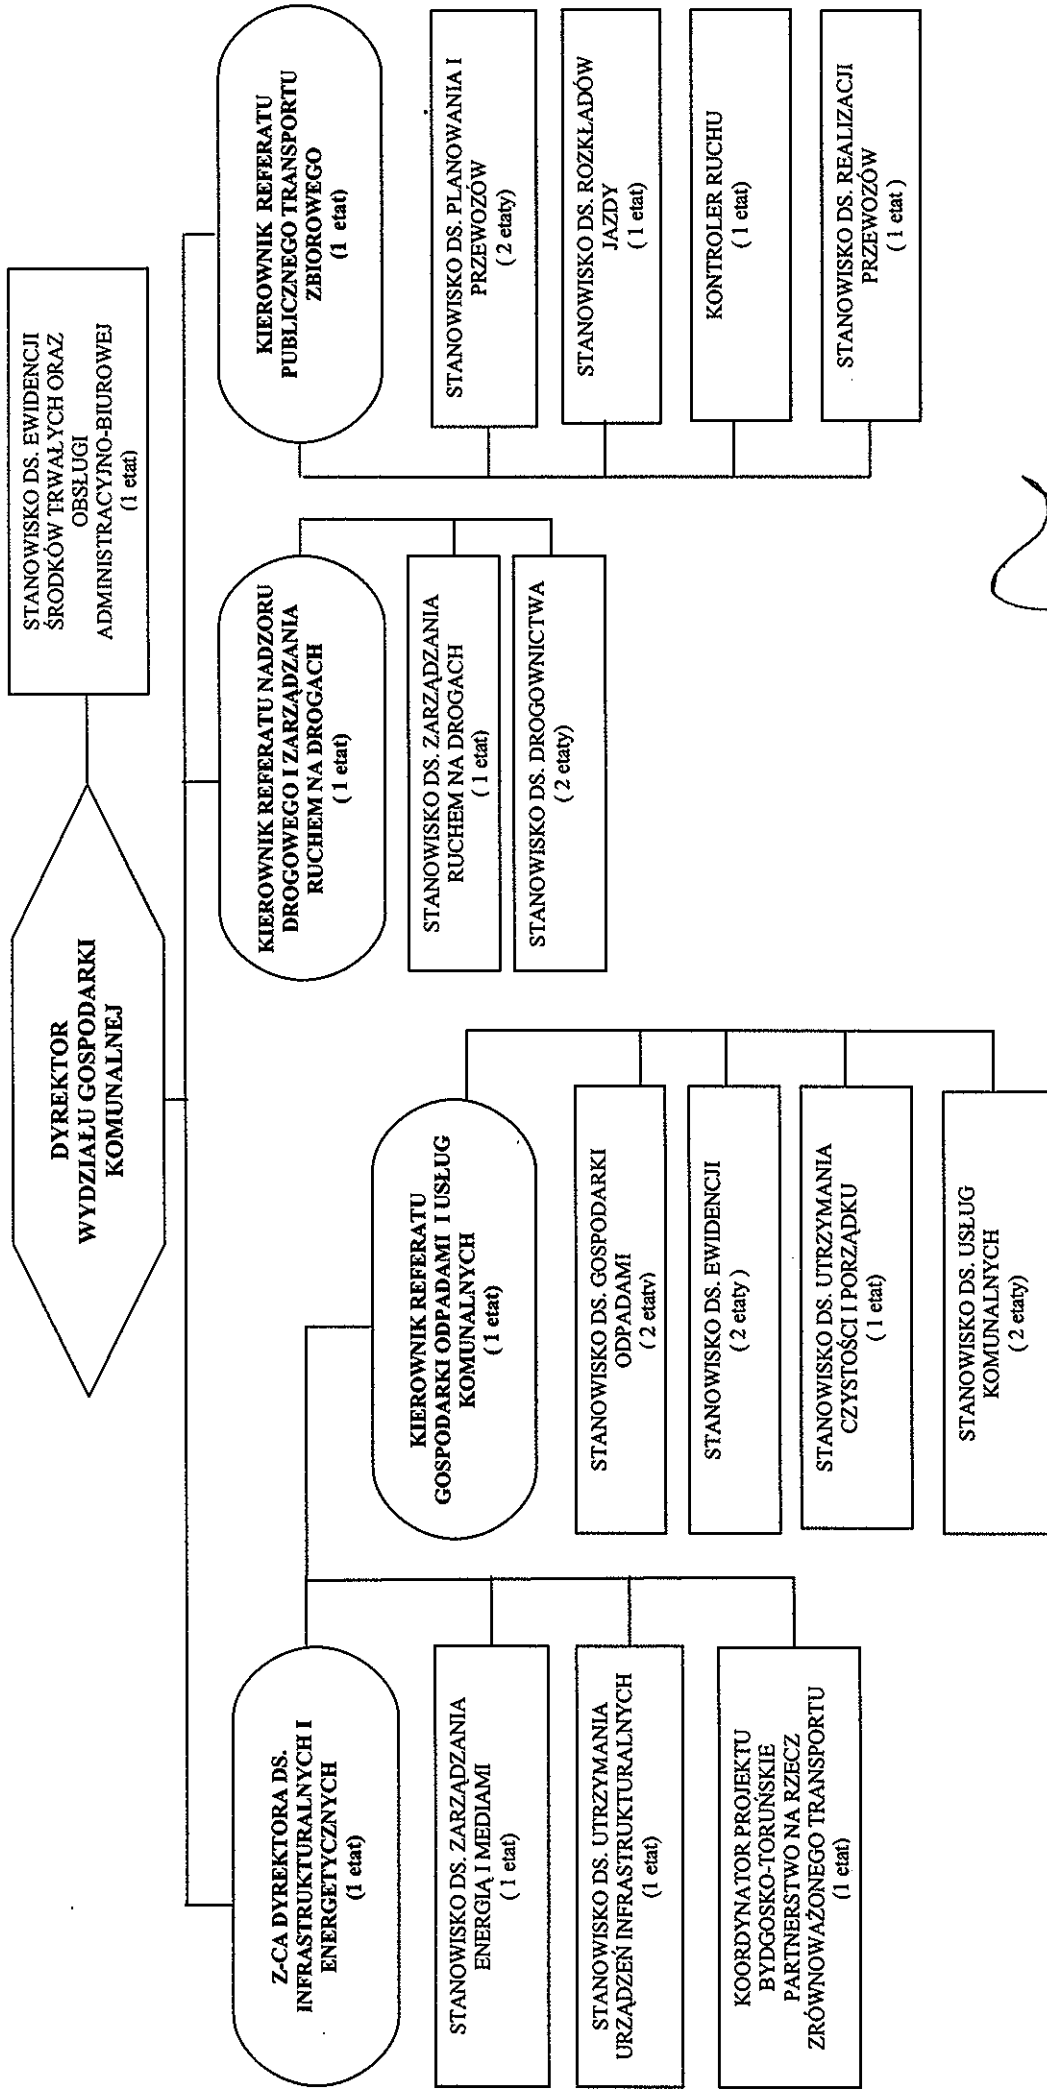 DYREKTOR
WYDZIAŁU GOSPODARKI
KOMUNALNEJ
STANOWISKO DS. EWIDENCJI
ŚRODKÓW TRWAŁYCH ORAZ
OBSŁUGI
ADMINISTRACYJNO-BIUROWEJ
(1 etat)
Z-CA DYREKTORA DS.
INFRASTRUKTURALNYCH I
ENERGETYCZNYCH
(1 etat)
STANOWISKO DS. ZARZĄDZANIA
ENERGIĄ I MEDIAMI
( 1 etat)
STANOWISKO DS. UTRZYMANIA
URZĄDZEŃ INFRASTRUKTURALNYCH
(1 etat)
KOORDYNATOR PROJEKTU
BYDGOSKO-TORUŃSKIE
PARTNERSTWO NA RZECZ
ZRÓWNOWAŻONEGO TRANSPORTU
(1 etat)
KIEROWNIK REFERATU
GOSPODARKI ODPADAMI I USŁUG
KOMUNALNYCH
( 1 etat)
STANOWISKO DS. GOSPODARKI
ODPADAMI
( 2 etatv)
STANOWISKO DS. EWIDENCJI
( 2 etaty )
STANOWISKO DS. UTRZYMANIA
CZYSTOŚCI I PORZĄDKU
( 1 etat)
STANOWISKO DS. USŁUG
KOMUNALNYCH
( 2 etaty)
KIEROWNIK REFERATU NADZORU
DROGOWEGO I ZARZĄDZANIA
RUCHEM NA DROGACH
( 1 etat)
STANOWISKO DS. ZARZĄDZANIA
RUCHEM NA DROGACH
( 1 etat)
STANOWISKO DS. DROGOWNICTWA
( 2 etaty)
KIEROWNIK REFERATU
PUBLICZNEGO TRANSPORTU
ZBIOROWEGO
(1 etat)
STANOWISKO DS. PLANOWANIA I
PRZEWOZÓW
( 2 etaty)
STANOWISKO DS. ROZKŁADÓW
JAZDY
( 1 etat)
KONTROLER RUCHU
( 1 etat)
STANOWISKO DS. REALIZACJI
PRZEWOZÓW
( 1 etat )